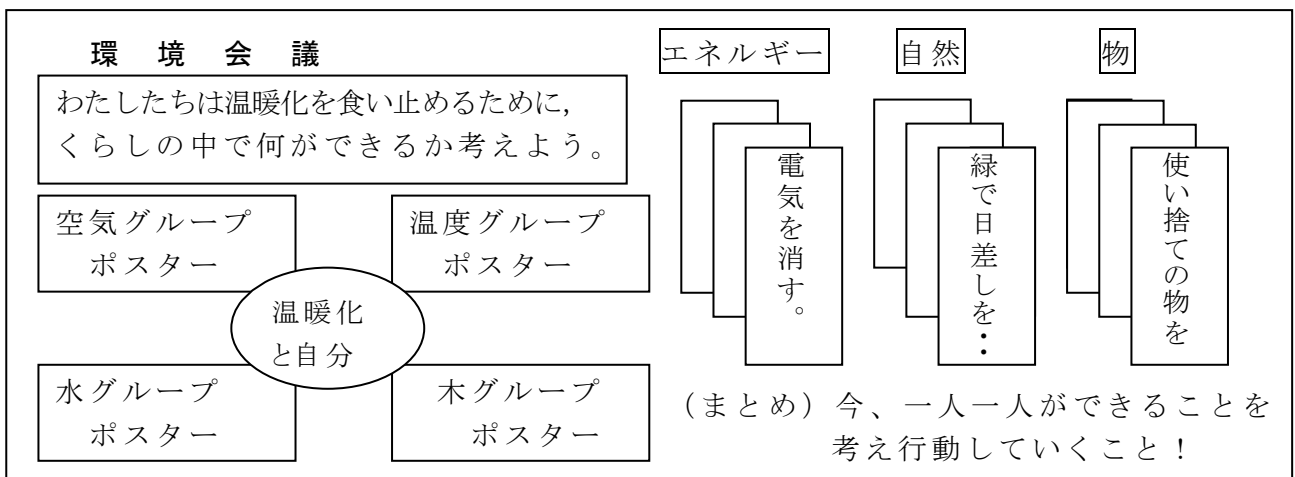 環境会議
わたしたちは温暖化を食い止めるために，
くらしの中で何ができるか考えよう。
空気グループ
ポスター
温度グループ
ポスター
温暖化
と自分
水グループ
ポスター
木グループ
ポスター
エネルギー
自然
物
電気を消す。
緑で日差しを・・
使い捨ての物を
（まとめ）今、一人一人ができることを
考え行動していくこと！